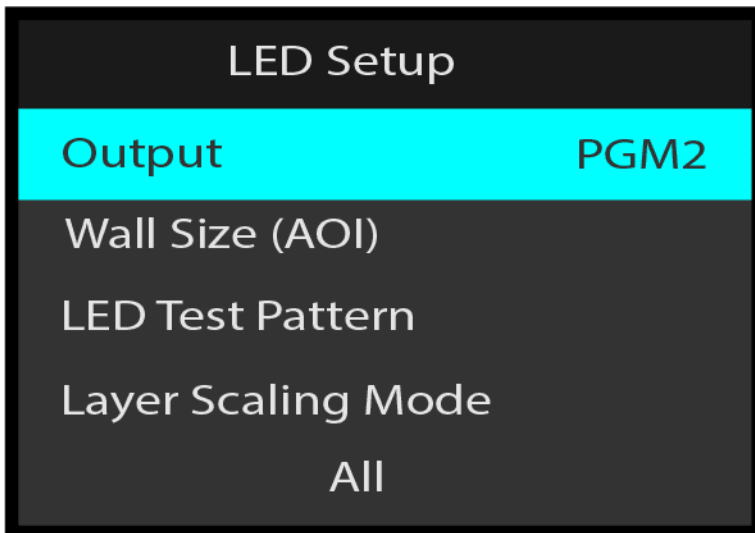 LED Setup
Output PGM2
Wall Size (AOI)
LED Test Pattern
Layer Scaling Mode
All